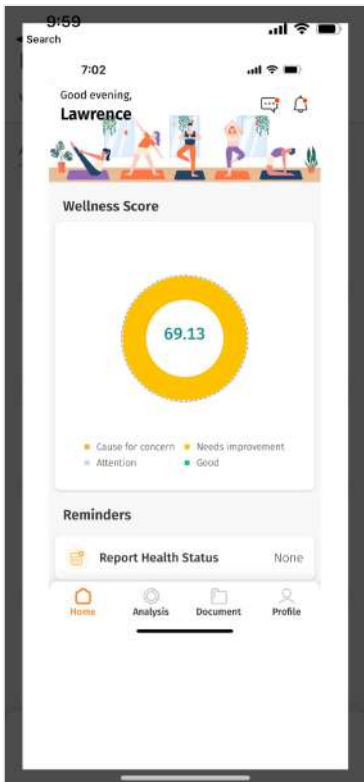 9:59
Search
7:02
Good evening,
Lawrence
Wellness Score
69.13
Cause for concern Needs improvement
Attention Good
Reminders
Report Health Status None
Home Analysis Document Profile